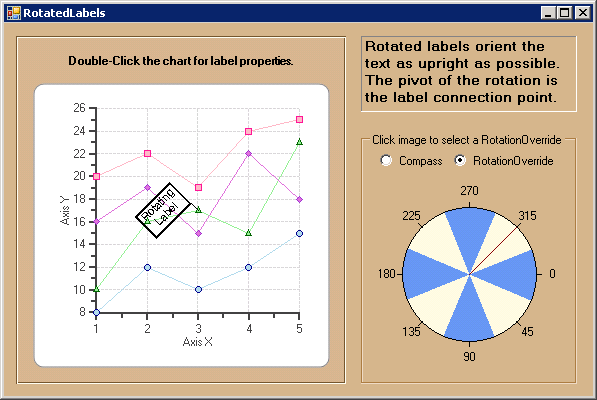 RotatedLabels
Double-Click the chart for label properties.
26
24
22
20
18
16
14
12
10
8
Axis Y
Rotating
Label
1 2 3 4 5
Axis X
Rotated labels orient the
text as upright as possible.
The pivot of the rotation is
the label connection point.
Click image to select a RotationOverride
Compass RotationOverride
270
225 315
180 0
135 45
90